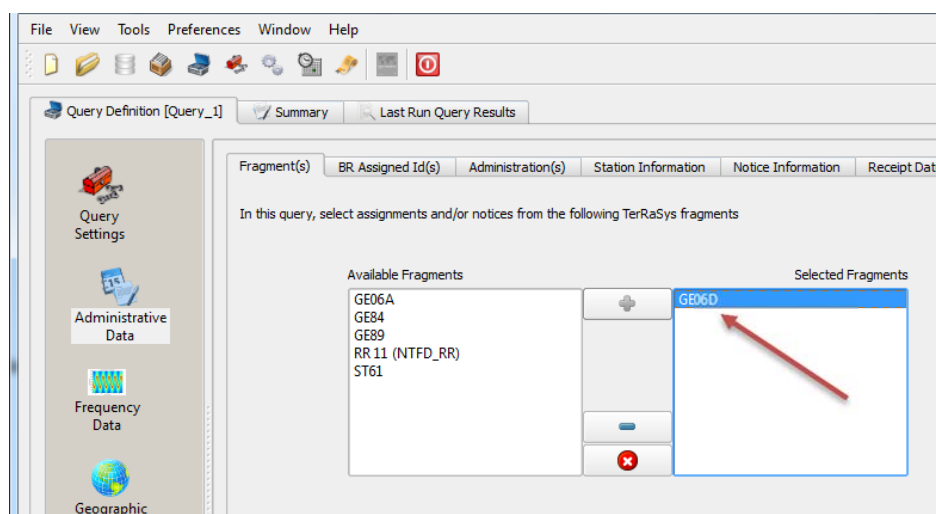 File View Tools Preferences Window Help
Query Definition [Query_1] Summary Last Run Query Results
Fragment(s) BR Assigned Id(s) Administration(s) Station Information Notice Information Receipt Dat
Query
Settings
In this query, select assignments and/or notices from the following TerRaSys fragments
Administrative
Data
Available Fragments Selected Fragments
GE06A GE06D
GE84
GE89
RR 11 (NTFD_RR)
ST61
Frequency
Data
Geographic